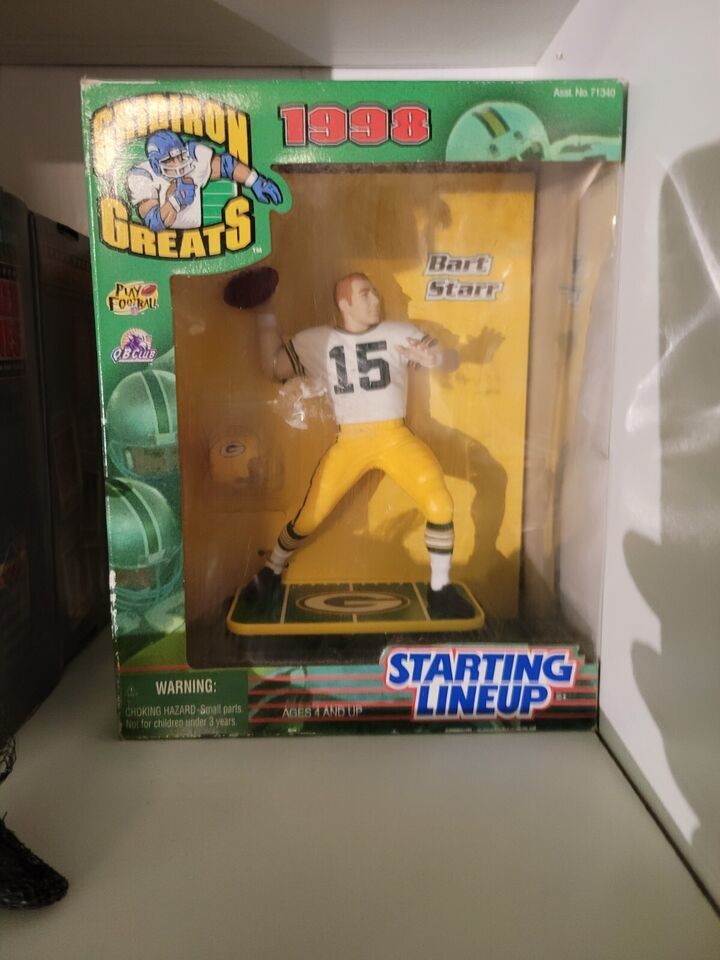 GRIDIRON
GREATS
TM
1998
Asst. No. 71340
PLAY
FOOTBALL
QB CLUB
Bart
Starr
15
G
G
STARTING
LINEUP
WARNING:
CHOKING HAZARD-Small parts.
Not for children under 3 years.
AGES 4 AND UP